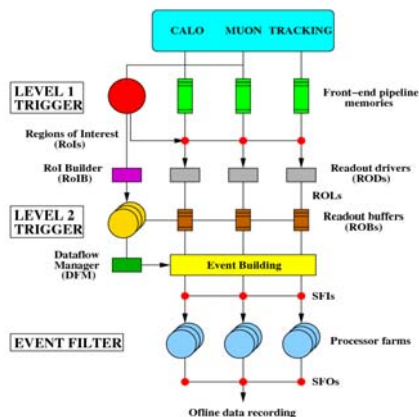 CALO MUON TRACKING
LEVEL 1
TRIGGER
Front-end pipeline
memories
Regions of Interest
(RoIs)
RoI Builder
(RoIB)
Readout drivers
(RODs)
ROLs
LEVEL 2
TRIGGER
Readout buffers
(ROBs)
Dataflow
Manager
(DFM)
Event Building
SFIs
EVENT FILTER
Processor farms
SFOs
Ofline data recording